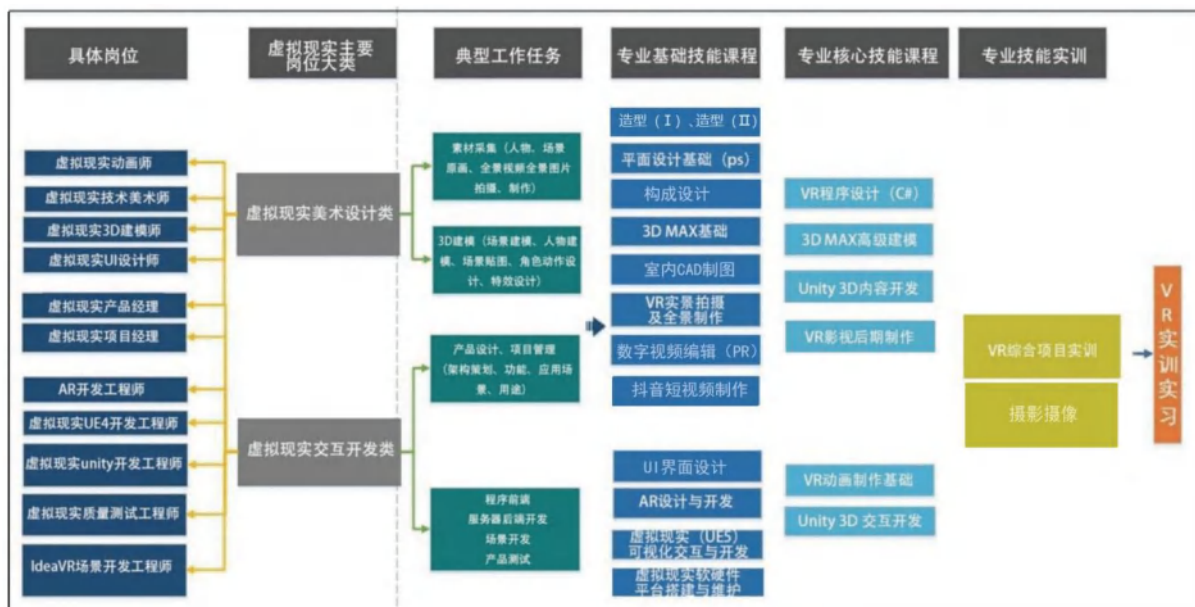 具体岗位
虚拟现实主要
岗位大类
典型工作任务
专业基础技能课程
专业核心技能课程
专业技能实训
虚拟现实动画师
虚拟现实技术美术师
虚拟现实3D建模师
虚拟现实UI设计师
虚拟现实产品经理
虚拟现实项目经理
AR开发工程师
虚拟现实UE4开发工程师
虚拟现实unity开发工程师
虚拟现实质量测试工程师
IdeaVR场景开发工程师
虚拟现实美术设计类
虚拟现实交互开发类
素材采集（人物、场景
原画、全景视频全景图片
拍摄、制作）
3D建模（场景建模、人物建
模、场景贴图、角色动作设
计、特效设计）
产品设计、项目管理
（架构策划、功能、应用场
景、用途）
程序前端
服务器后端开发
场景开发
产品测试
造型（Ⅰ）、造型（Ⅱ）
平面设计基础（ps）
构成设计
3D MAX基础
室内CAD制图
VR实景拍摄
及全景制作
数字视频编辑（PR）
抖音短视频制作
UI界面设计
AR设计与开发
虚拟现实（UE5）
可视化交互与开发
虚拟现实软硬件
平台搭建与维护
VR程序设计（C#）
3D MAX高级建模
Unity 3D内容开发
VR影视后期制作
VR动画制作基础
Unity 3D 交互开发
VR综合项目实训
摄影摄像
VR实训实习